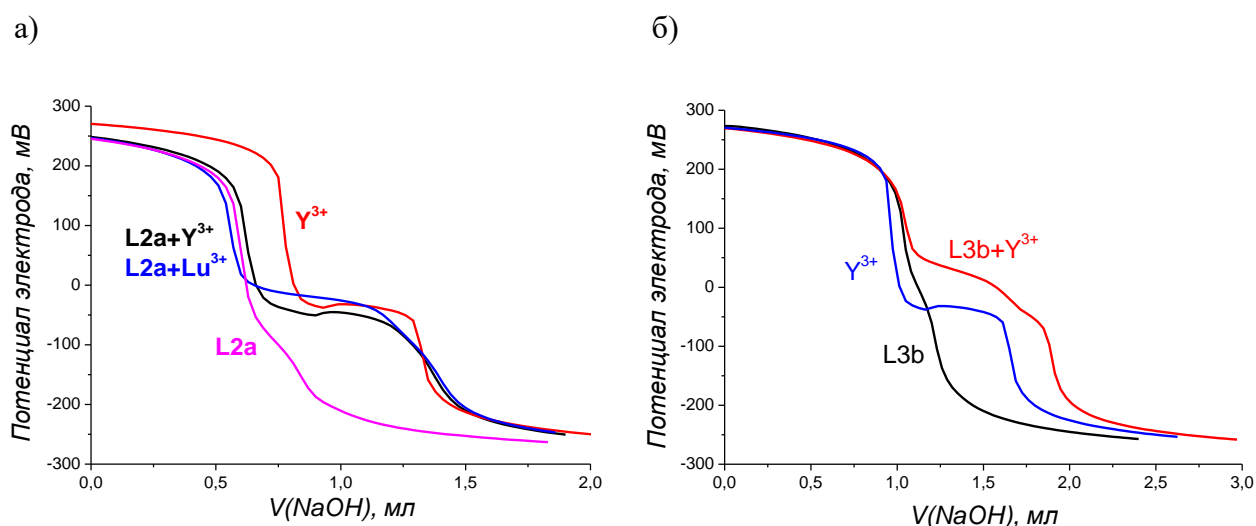 а)
300
200
100
0
-100
-200
-300
Потенциал электрода, мВ
0,0
0,5
1,0
1,5
2,0
V(NaOH), мл
Y³⁺
L2a+Y³⁺
L2a+Lu³⁺
L2a
б)
300
200
100
0
-100
-200
-300
Потенциал электрода, мВ
0,0
0,5
1,0
1,5
2,0
2,5
3,0
V(NaOH), мл
Y³⁺
L3b+Y³⁺
L3b